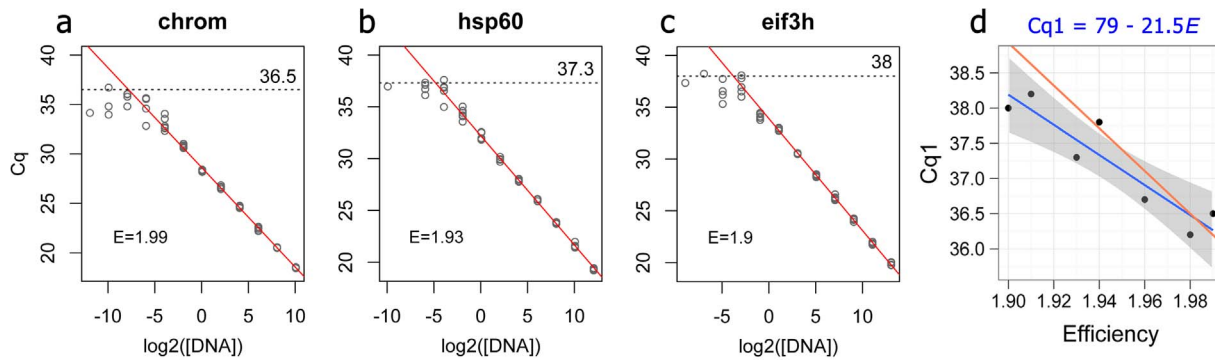 a chrom
40
35
30
25
20
Cq
36.5
E=1.99
-10 -5 0 5 10
log2([DNA])
b hsp60
40
35
30
25
20
37.3
E=1.93
-10 -5 0 5 10
log2([DNA])
c eif3h
40
35
30
25
20
38
E=1.9
-10 -5 0 5 10
log2([DNA])
d Cq1 = 79 - 21.5E
38.5
38.0
37.5
37.0
36.5
36.0
Cq1
1.90 1.92 1.94 1.96 1.98
Efficiency